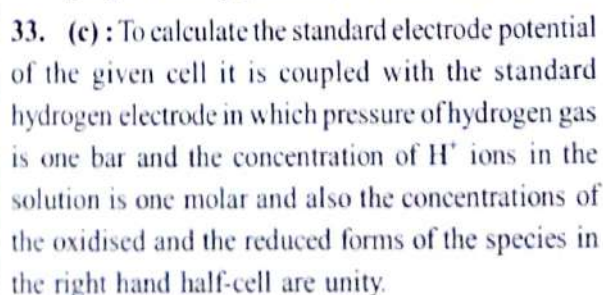 33. (c) : To calculate the standard electrode potential
of the given cell it is coupled with the standard
hydrogen electrode in which pressure of hydrogen gas
is one bar and the concentration of H⁺ ions in the
solution is one molar and also the concentrations of
the oxidised and the reduced forms of the species in
the right hand half-cell are unity.